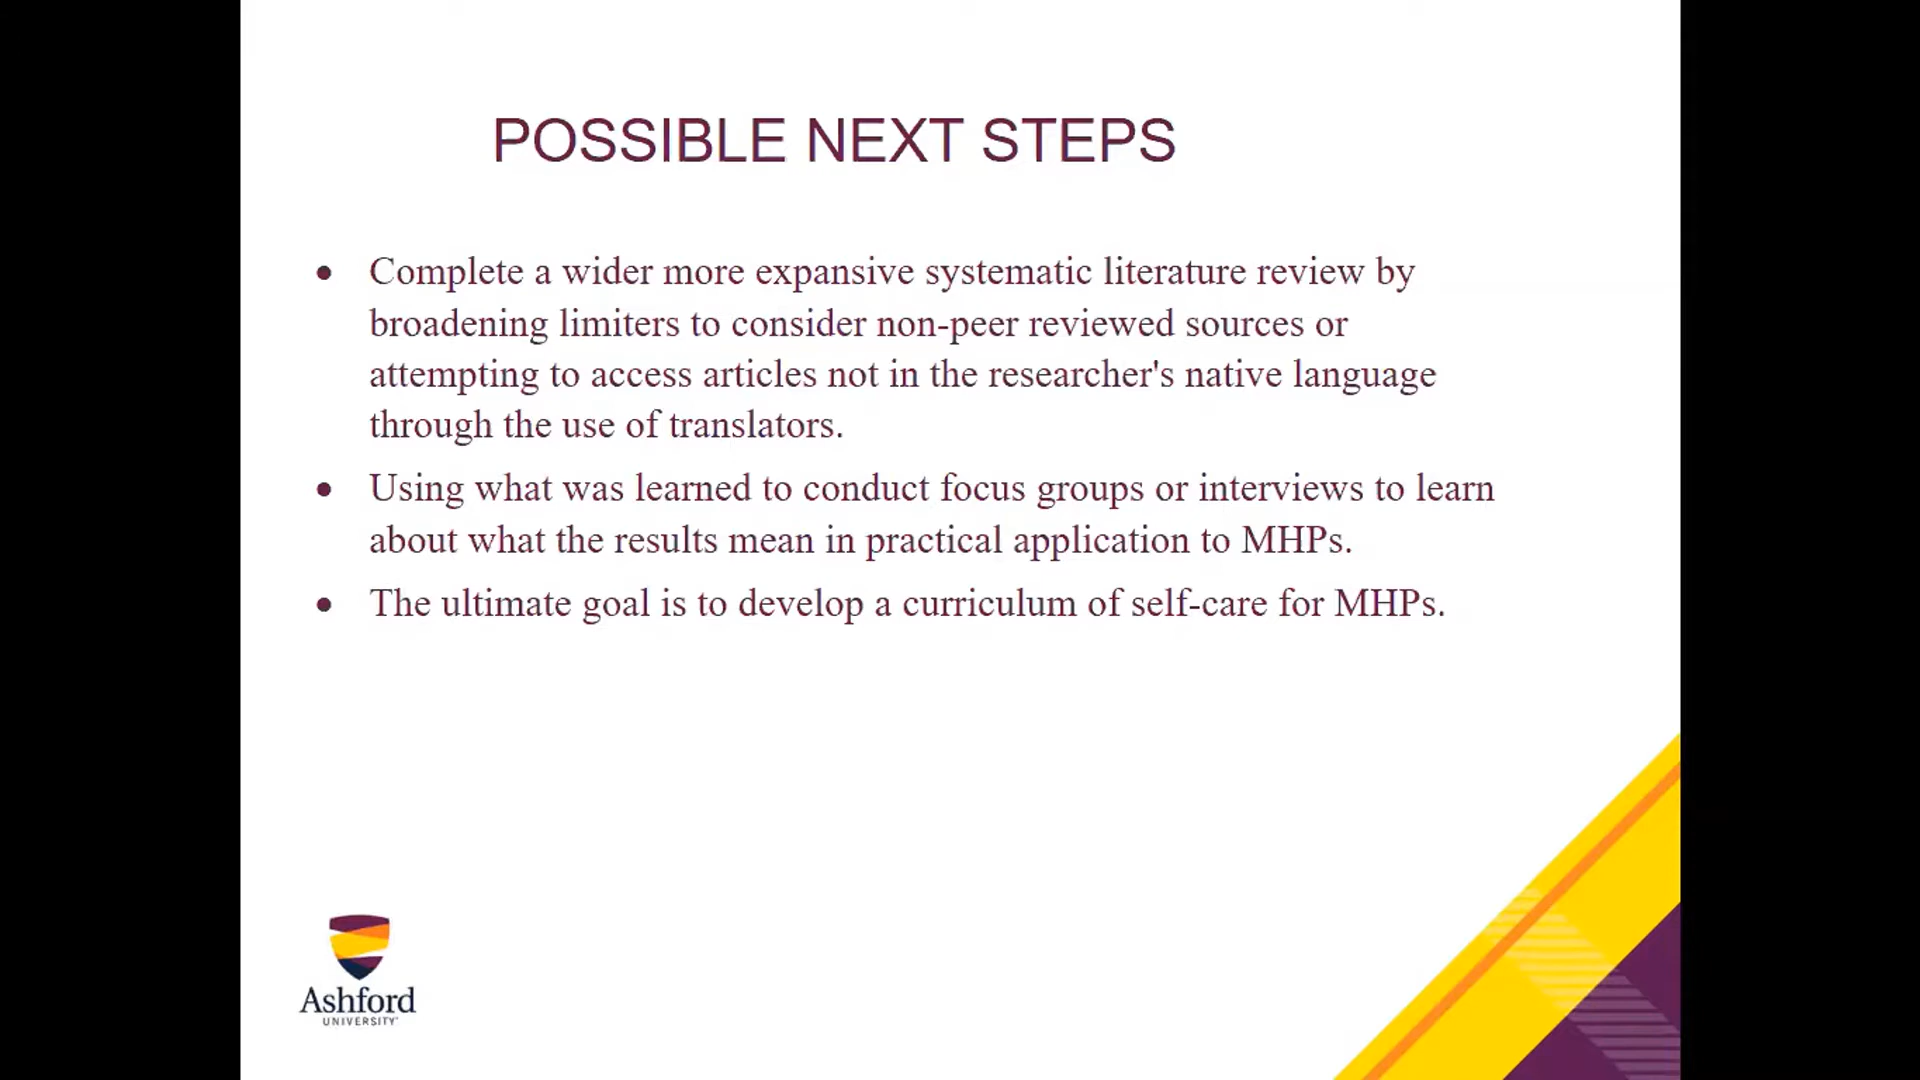 POSSIBLE NEXT STEPS
• Complete a wider more expansive systematic literature review by
broadening limiters to consider non-peer reviewed sources or
attempting to access articles not in the researcher's native language
through the use of translators.
• Using what was learned to conduct focus groups or interviews to learn
about what the results mean in practical application to MHPs.
• The ultimate goal is to develop a curriculum of self-care for MHPs.
Ashford
UNIVERSITY